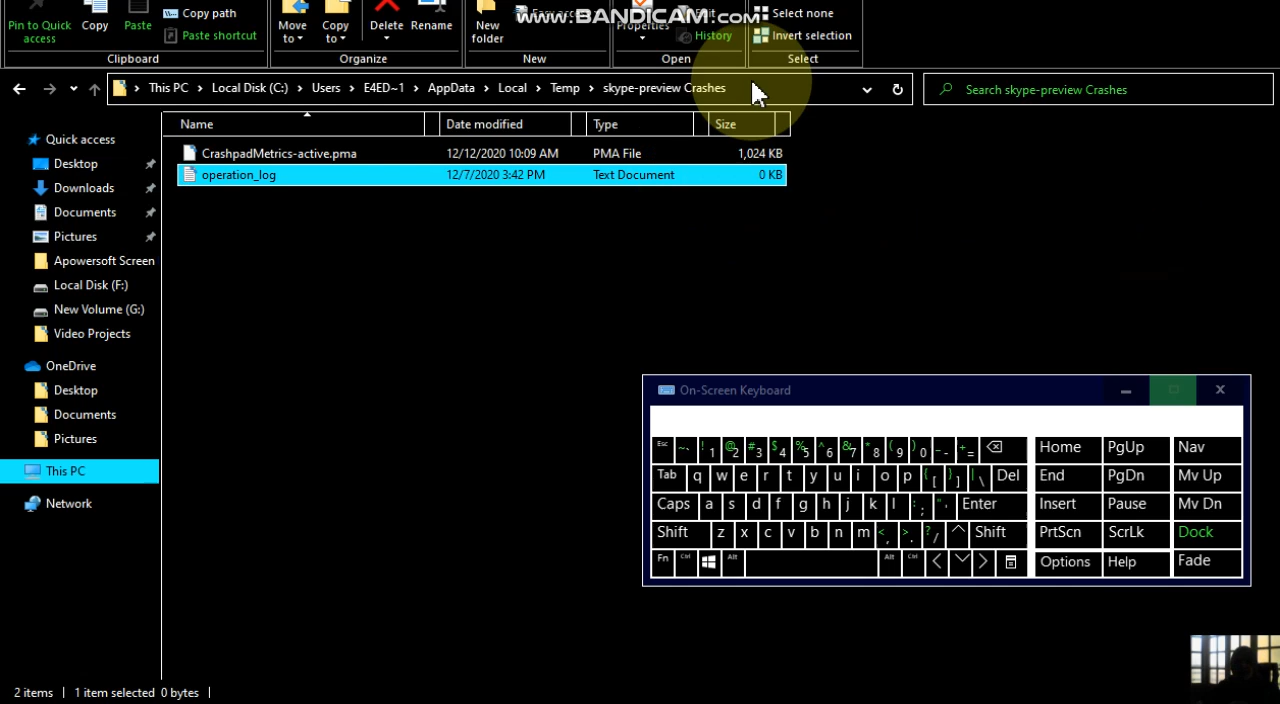 www.BANDICAM.com
Pin to Quick access
Copy
Paste
Copy path
Paste shortcut
Clipboard
Move to
Copy to
Delete
Rename
Organize
New folder
New
Properties
Edit
History
Open
Select none
Invert selection
Select
This PC > Local Disk (C:) > Users > E4ED~1 > AppData > Local > Temp > skype-preview Crashes
Search skype-preview Crashes
Name Date modified Type Size
CrashpadMetrics-active.pma 12/12/2020 10:09 AM PMA File 1,024 KB
operation_log 12/7/2020 3:42 PM Text Document 0 KB
Quick access
Desktop
Downloads
Documents
Pictures
Apowersoft Screen
Local Disk (F:)
New Volume (G:)
Video Projects
OneDrive
Desktop
Documents
Pictures
This PC
Network
On-Screen Keyboard
Esc ~ ` ! 1 @ 2 # 3 $ 4 % 5 ^ 6 & 7 * 8 ( 9 ) 0 _ - + = Home PgUp Nav
Tab q w e r t y u i o p { [ } ] | \ Del End PgDn Mv Up
Caps a s d f g h j k l : ; " ' Enter Insert Pause Mv Dn
Shift z x c v b n m < , > . ? / Shift PrtScn ScrLk Dock
Fn Ctrl Alt Alt Ctrl Options Help Fade
2 items 1 item selected 0 bytes